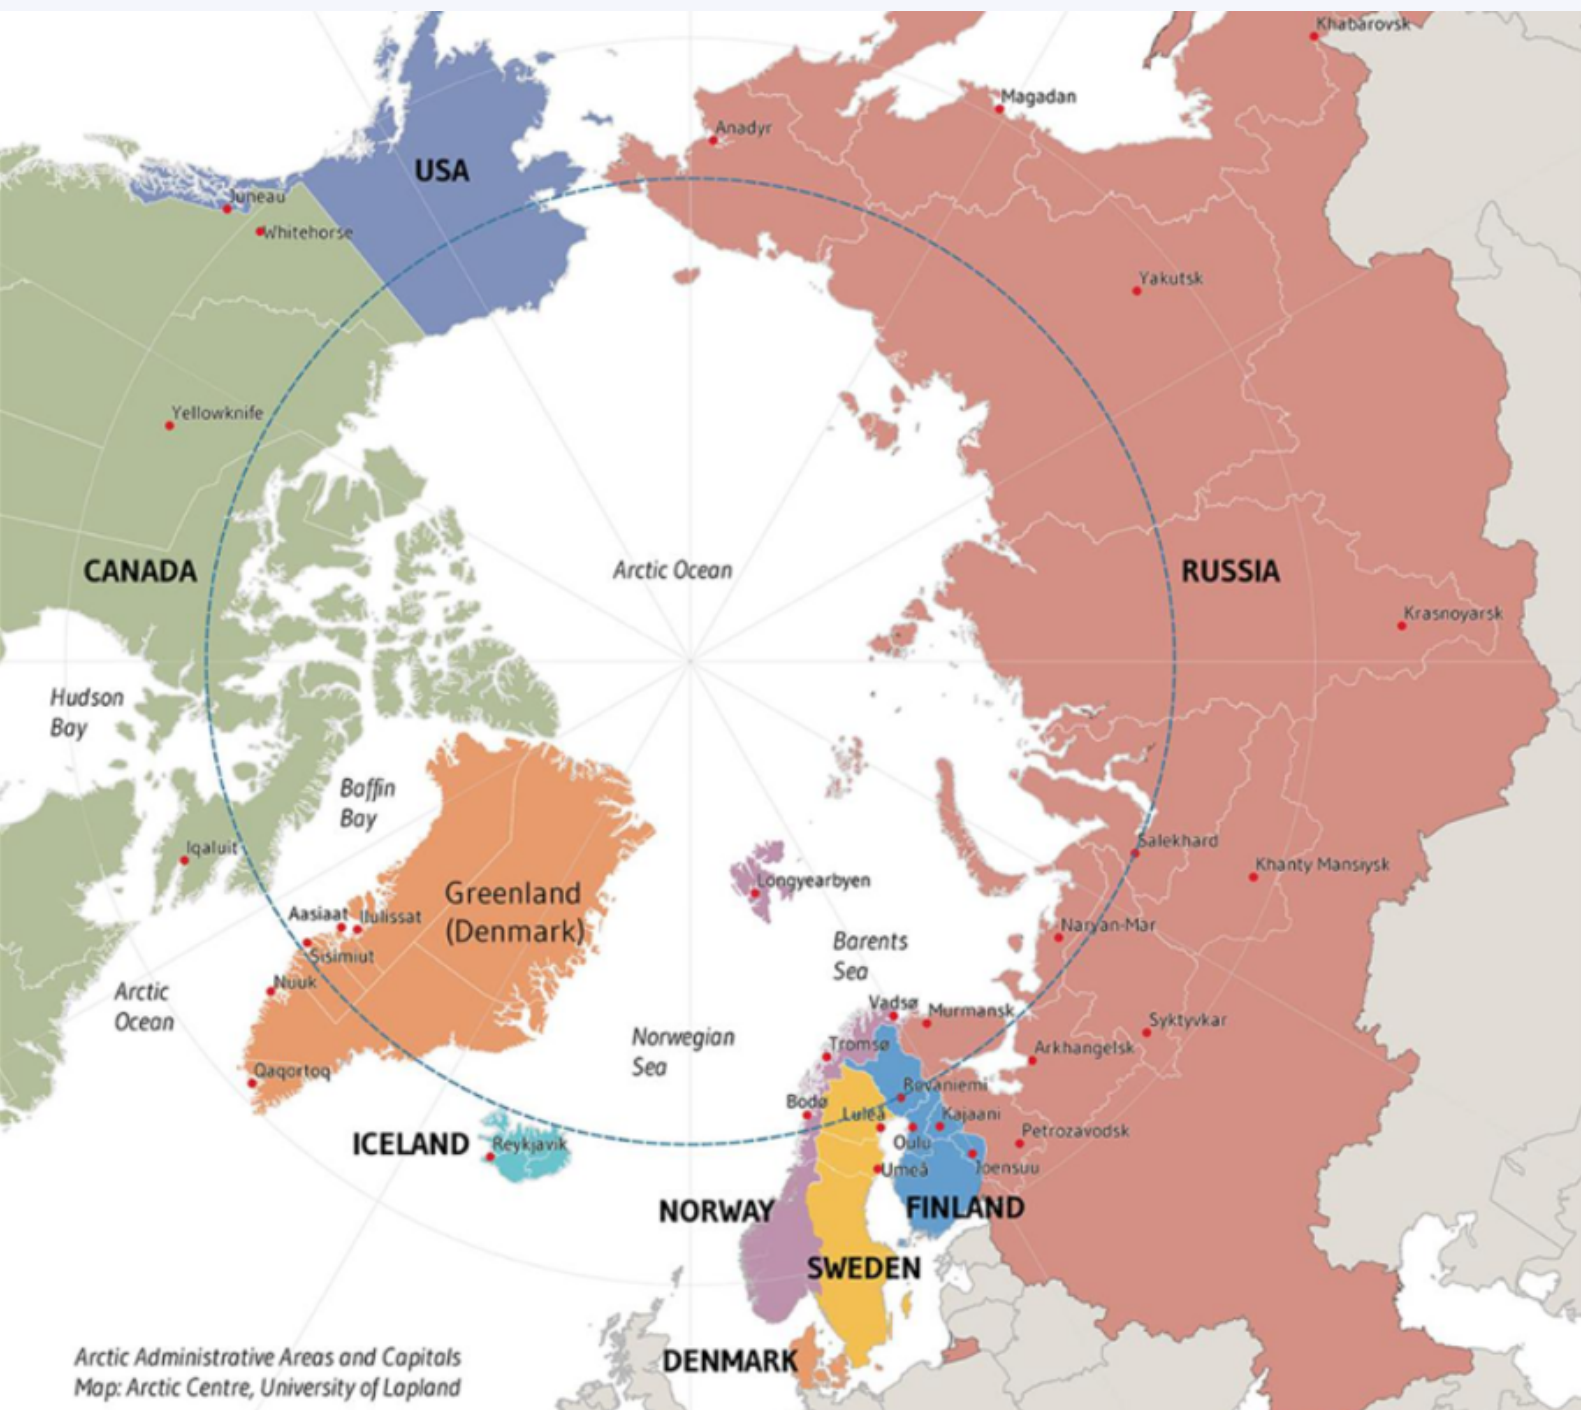 Khabarovsk
Magadan
Anadyr
USA
Juneau
Whitehorse
Yakutsk
Yellowknife
Arctic Ocean
CANADA
RUSSIA
Krasnoyarsk
Hudson
Bay
Baffin
Bay
Iqaluit
Salekhard
Khanty Mansiysk
Longyearbyen
Greenland
(Denmark)
Aasiaat
Ilulissat
Sisimiut
Naryan-Mar
Barents
Sea
Nuuk
Arctic
Ocean
Vadsø
Murmansk
Syktyvkar
Norwegian
Sea
Tromsø
Arkhangelsk
Qaqortoq
Rovaniemi
Bodø
Luleå
Kajaani
Oulu
Petrozavodsk
ICELAND
Reykjavik
Umeå
Joensuu
NORWAY
FINLAND
SWEDEN
DENMARK
Arctic Administrative Areas and Capitals
Map: Arctic Centre, University of Lapland